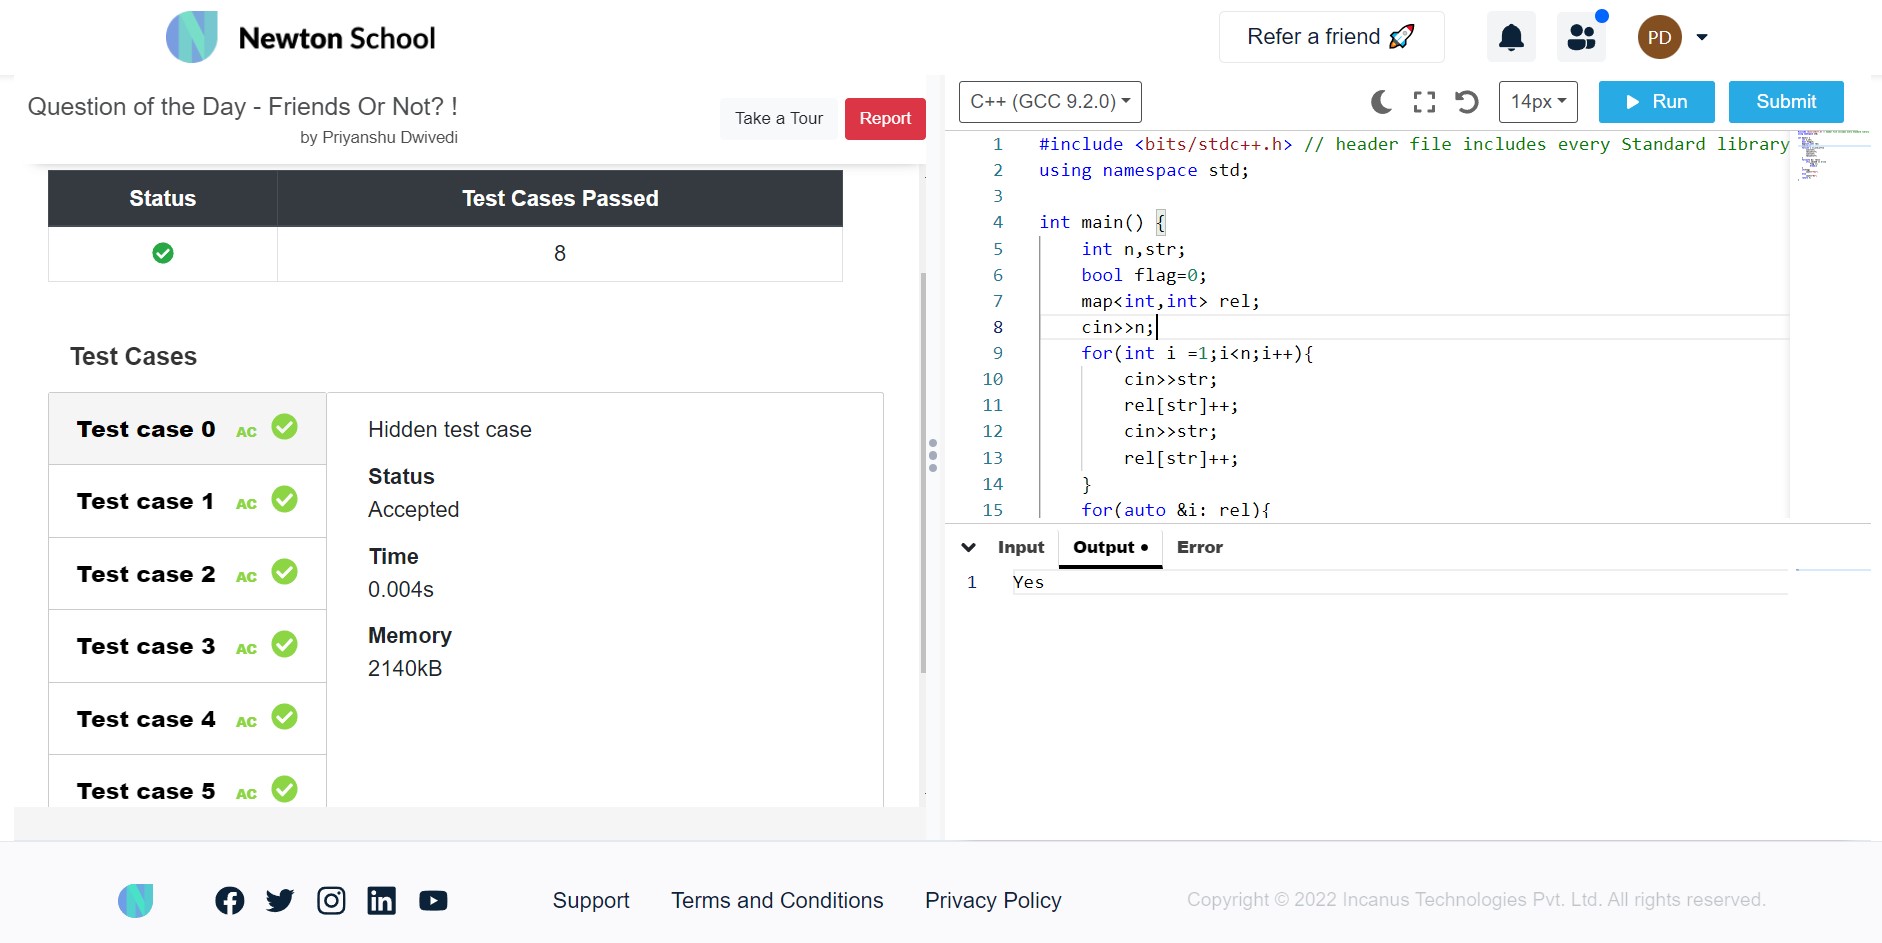 Newton School
Refer a friend 🚀
PD
Question of the Day - Friends Or Not? !
by Priyanshu Dwivedi
Take a Tour
Report
Status Test Cases Passed
8
Test Cases
Test case 0 AC
Test case 1 AC
Test case 2 AC
Test case 3 AC
Test case 4 AC
Test case 5 AC
Hidden test case
Status
Accepted
Time
0.004s
Memory
2140kB
C++ (GCC 9.2.0)
14px
Run
Submit
1 #include <bits/stdc++.h> // header file includes every Standard library
2 using namespace std;
3
4 int main() {
5 int n,str;
6 bool flag=0;
7 map<int,int> rel;
8 cin>>n;
9 for(int i =1;i<n;i++){
10 cin>>str;
11 rel[str]++;
12 cin>>str;
13 rel[str]++;
14 }
15 for(auto &i: rel){
Input Output • Error
1 Yes
Support Terms and Conditions Privacy Policy
Copyright © 2022 Incanus Technologies Pvt. Ltd. All rights reserved.